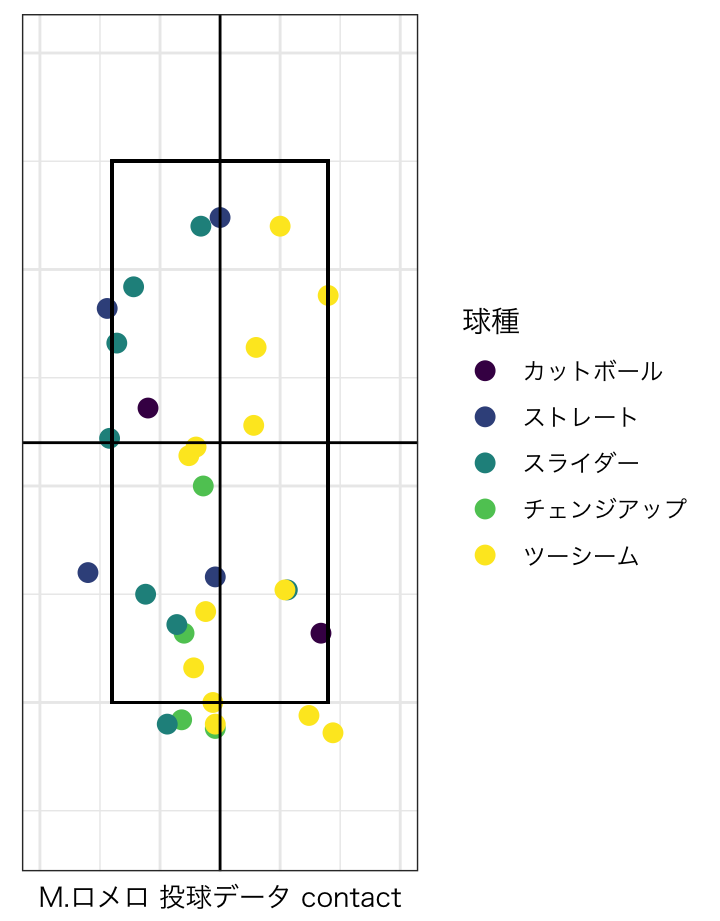 球種
カットボール
ストレート
スライダー
チェンジアップ
ツーシーム
M.ロメロ 投球データ contact